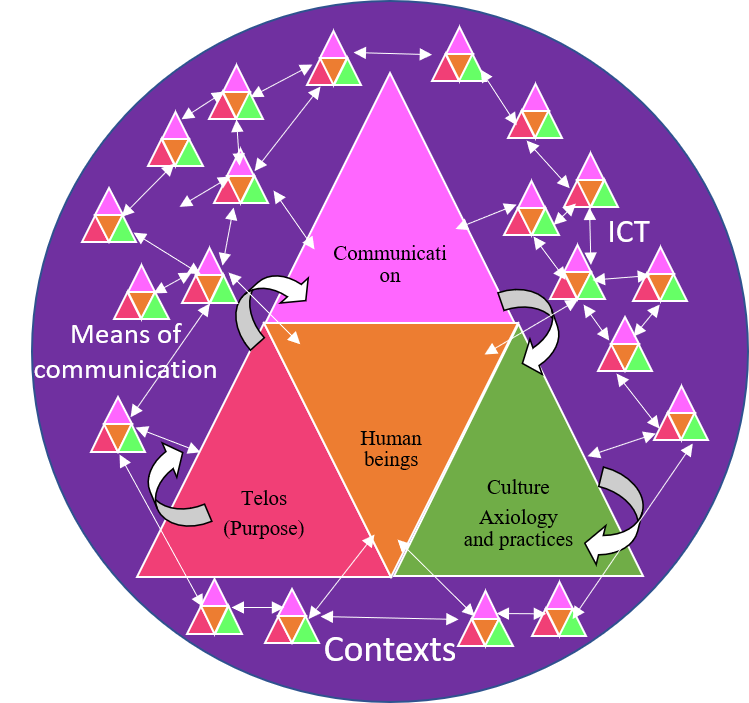 ICT
Communicati
on
Means of
communication
Human
beings
Telos
(Purpose)
Culture
Axiology
and practices
Contexts